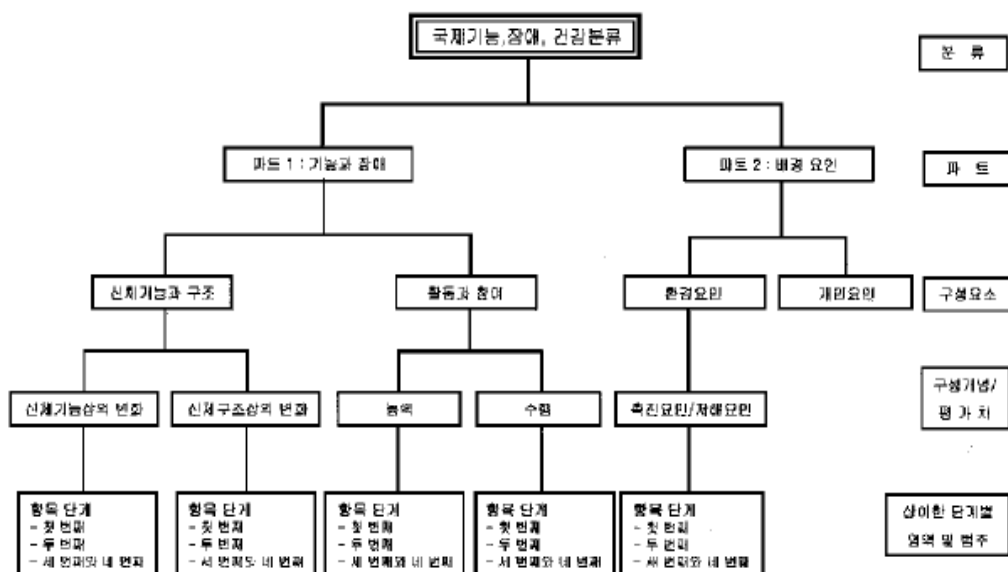 국제기능,장애, 건강분류
분 류
파트 1 : 기능과 장애
파트 2 : 배경 요인
파 트
신체기능과 구조
활동과 참여
환경요인
개인요인
구성요소
신체기능상의 변화
신체구조상의 변화
능력
수행
촉진요인/저해요인
구성개념/
평 가 치
항목 단계
- 첫 번째
- 두 번째
- 세 번째와 네 번째
항목 단계
- 첫 번째
- 두 번째
- 세 번째와 네 번째
항목 단계
- 첫 번째
- 두 번째
- 세 번째와 네 번째
항목 단계
- 첫 번째
- 두 번째
- 세 번째와 네 번째
항목 단계
- 첫 번째
- 두 번째
- 세 번째와 네 번째
상이한 단계별
영역 및 범주